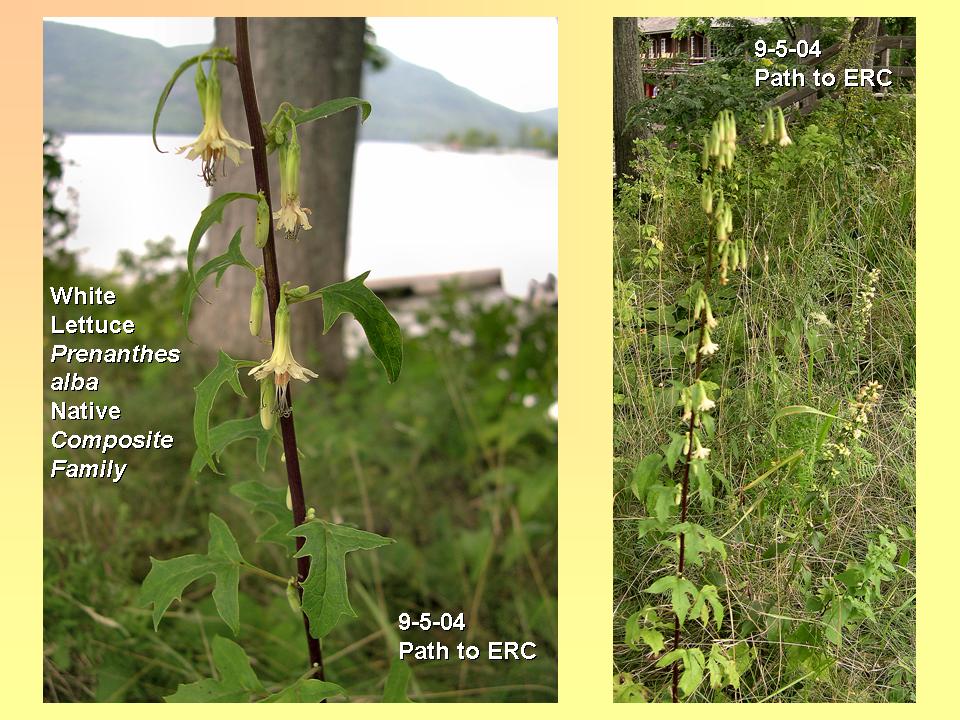 White
Lettuce
Prenanthes
alba
Native
Composite
Family
9-5-04
Path to ERC
9-5-04
Path to ERC